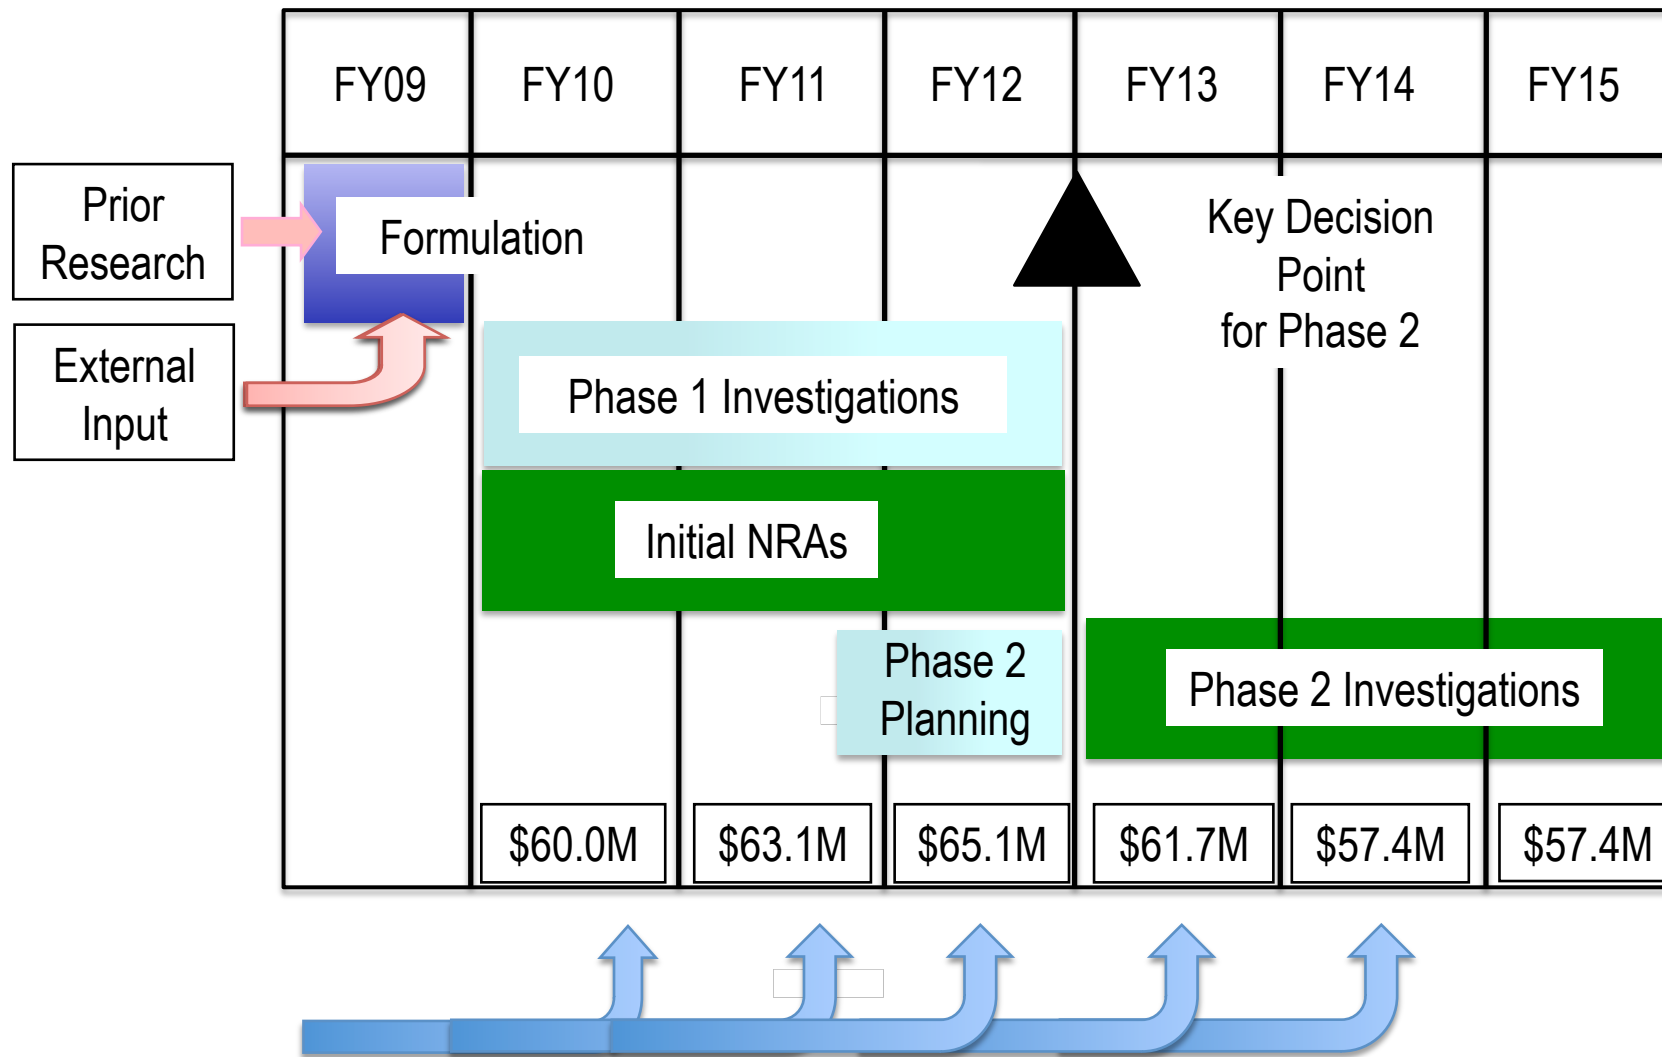 FY09 FY10 FY11 FY12 FY13 FY14 FY15
Prior
Research
External
Input
Formulation
Key Decision
Point
for Phase 2
Phase 1 Investigations
Initial NRAs
Phase 2
Planning
Phase 2 Investigations
$60.0M $63.1M $65.1M $61.7M $57.4M $57.4M